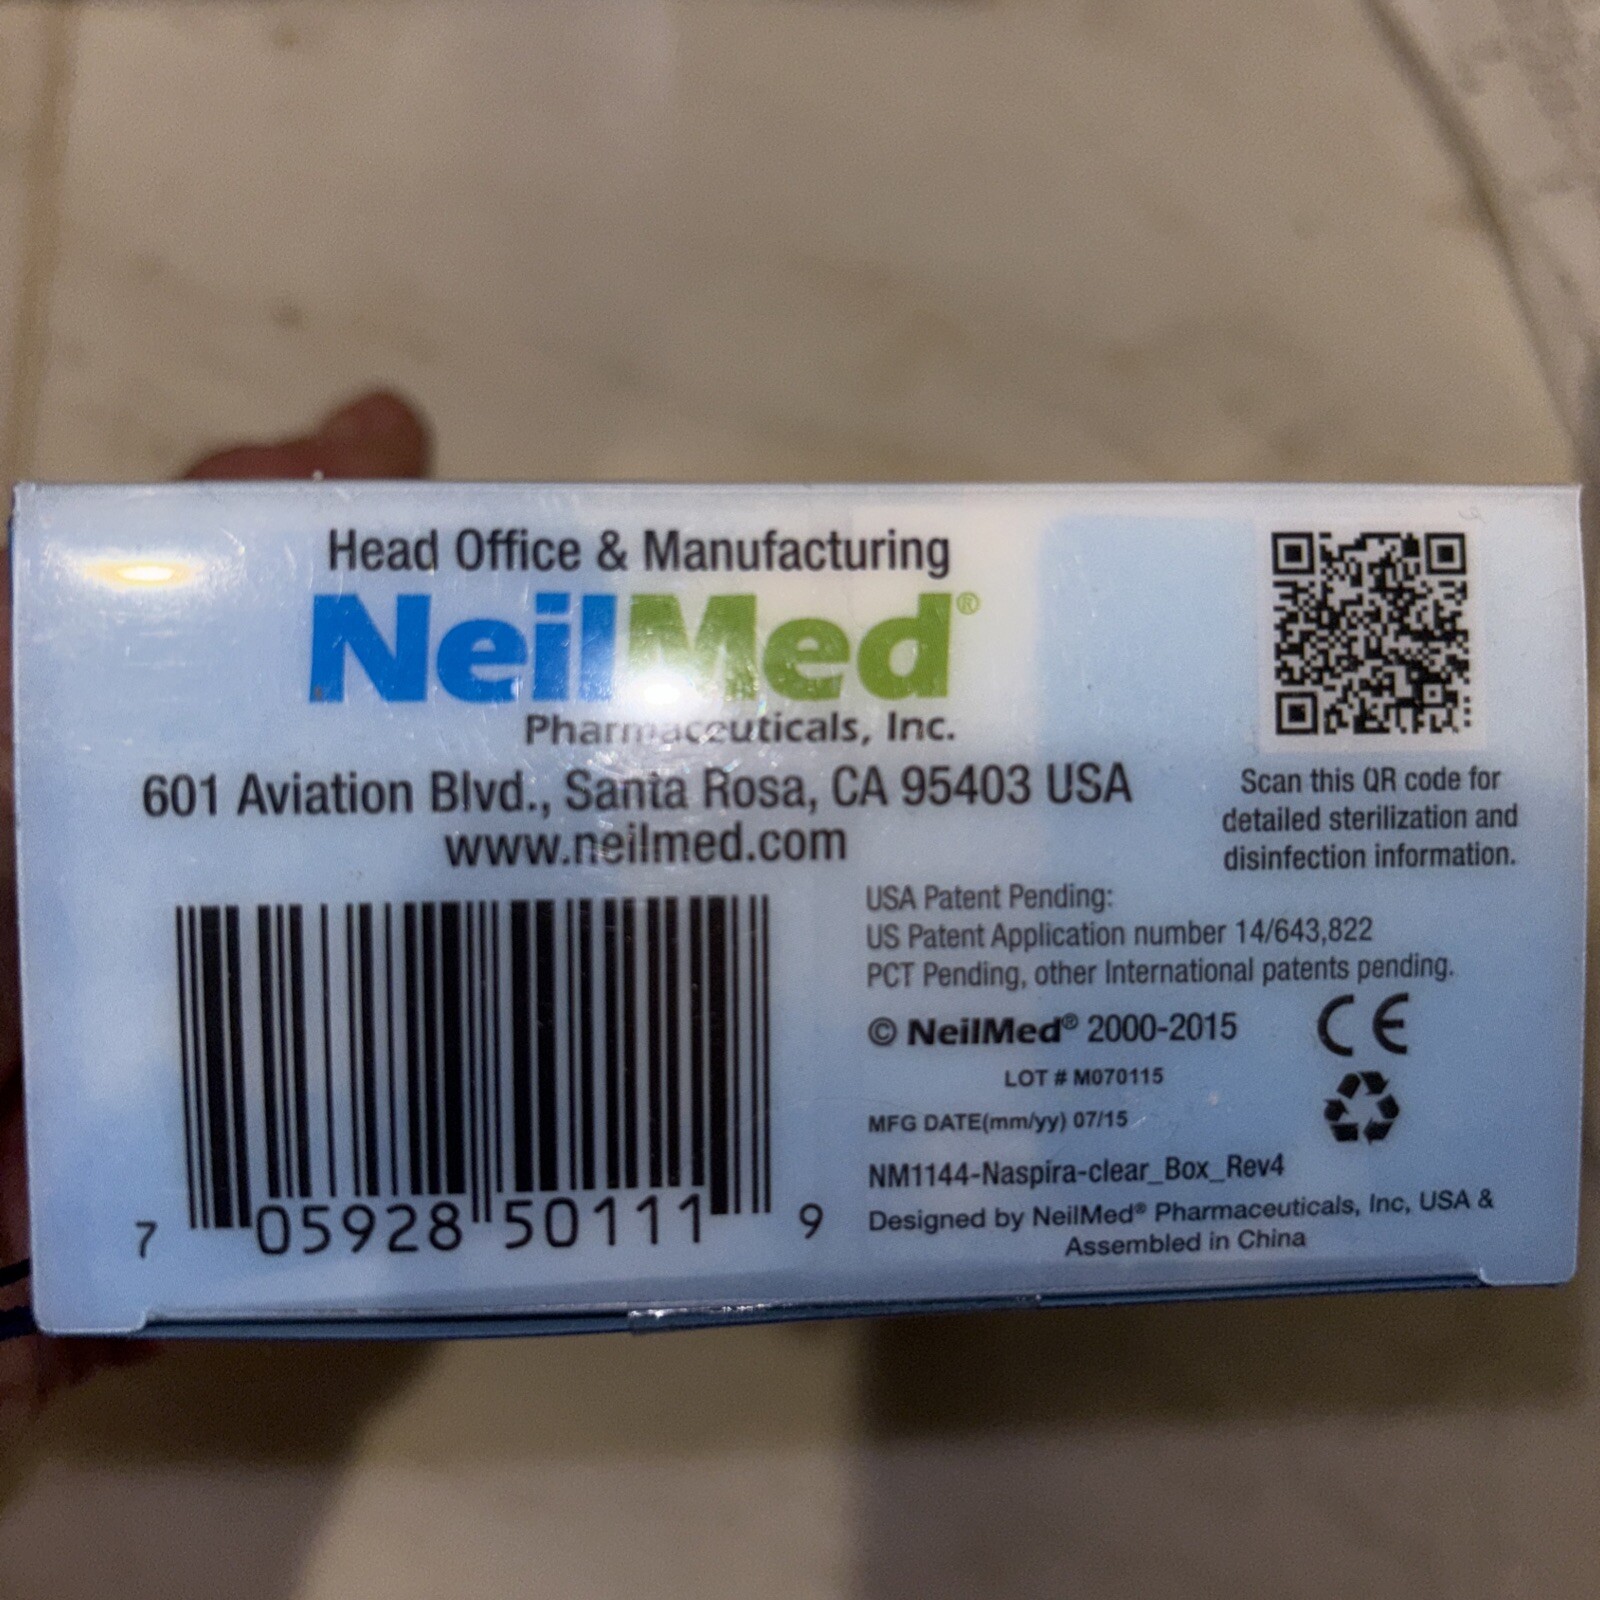 Head Office & Manufacturing
NeilMed®
Pharmaceuticals, Inc.
601 Aviation Blvd., Santa Rosa, CA 95403 USA
www.neilmed.com
Scan this QR code for
detailed sterilization and
disinfection information.
USA Patent Pending:
US Patent Application number 14/643,822
PCT Pending, other International patents pending.
© NeilMed® 2000-2015
CE
LOT # M070115
MFG DATE(mm/yy) 07/15
NM1144-Naspira-clear_Box_Rev4
Designed by NeilMed® Pharmaceuticals, Inc, USA &
Assembled in China
7 05928 50111 9